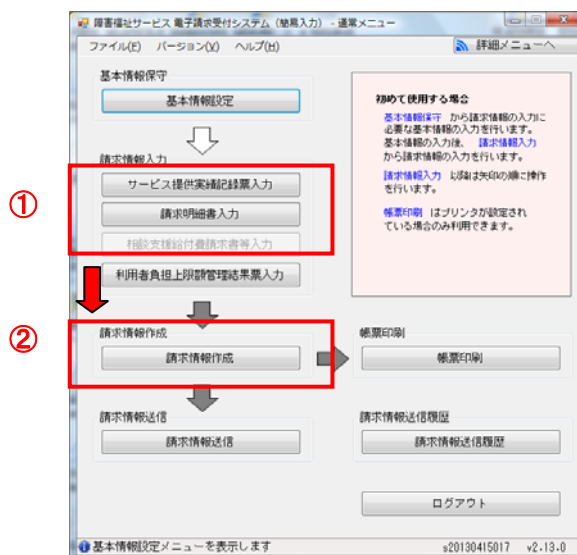 障害福祉サービス 電子請求受付システム (簡易入力) - 通常メニュー
ファイル(F) バージョン(V) ヘルプ(H)
詳細メニューへ
基本情報保守
基本情報設定
初めて使用する場合
基本情報保守 から請求情報の入力に
必要な基本情報の入力を行います。
基本情報の入力後、 請求情報入力
から請求情報の入力を行います。
請求情報入力 以降は矢印の順に操作
を行います。
帳票印刷 はプリンタが設定され
ている場合のみ利用できます。
①
請求情報入力
サービス提供実績記録票入力
請求明細書入力
相談支援給付費請求書等入力
利用者負担上限額管理結果票入力
②
請求情報作成
請求情報作成
帳票印刷
帳票印刷
請求情報送信
請求情報送信
請求情報送信履歴
請求情報送信履歴
ログアウト
基本情報設定メニューを表示します
s20130415017 v2.13.0